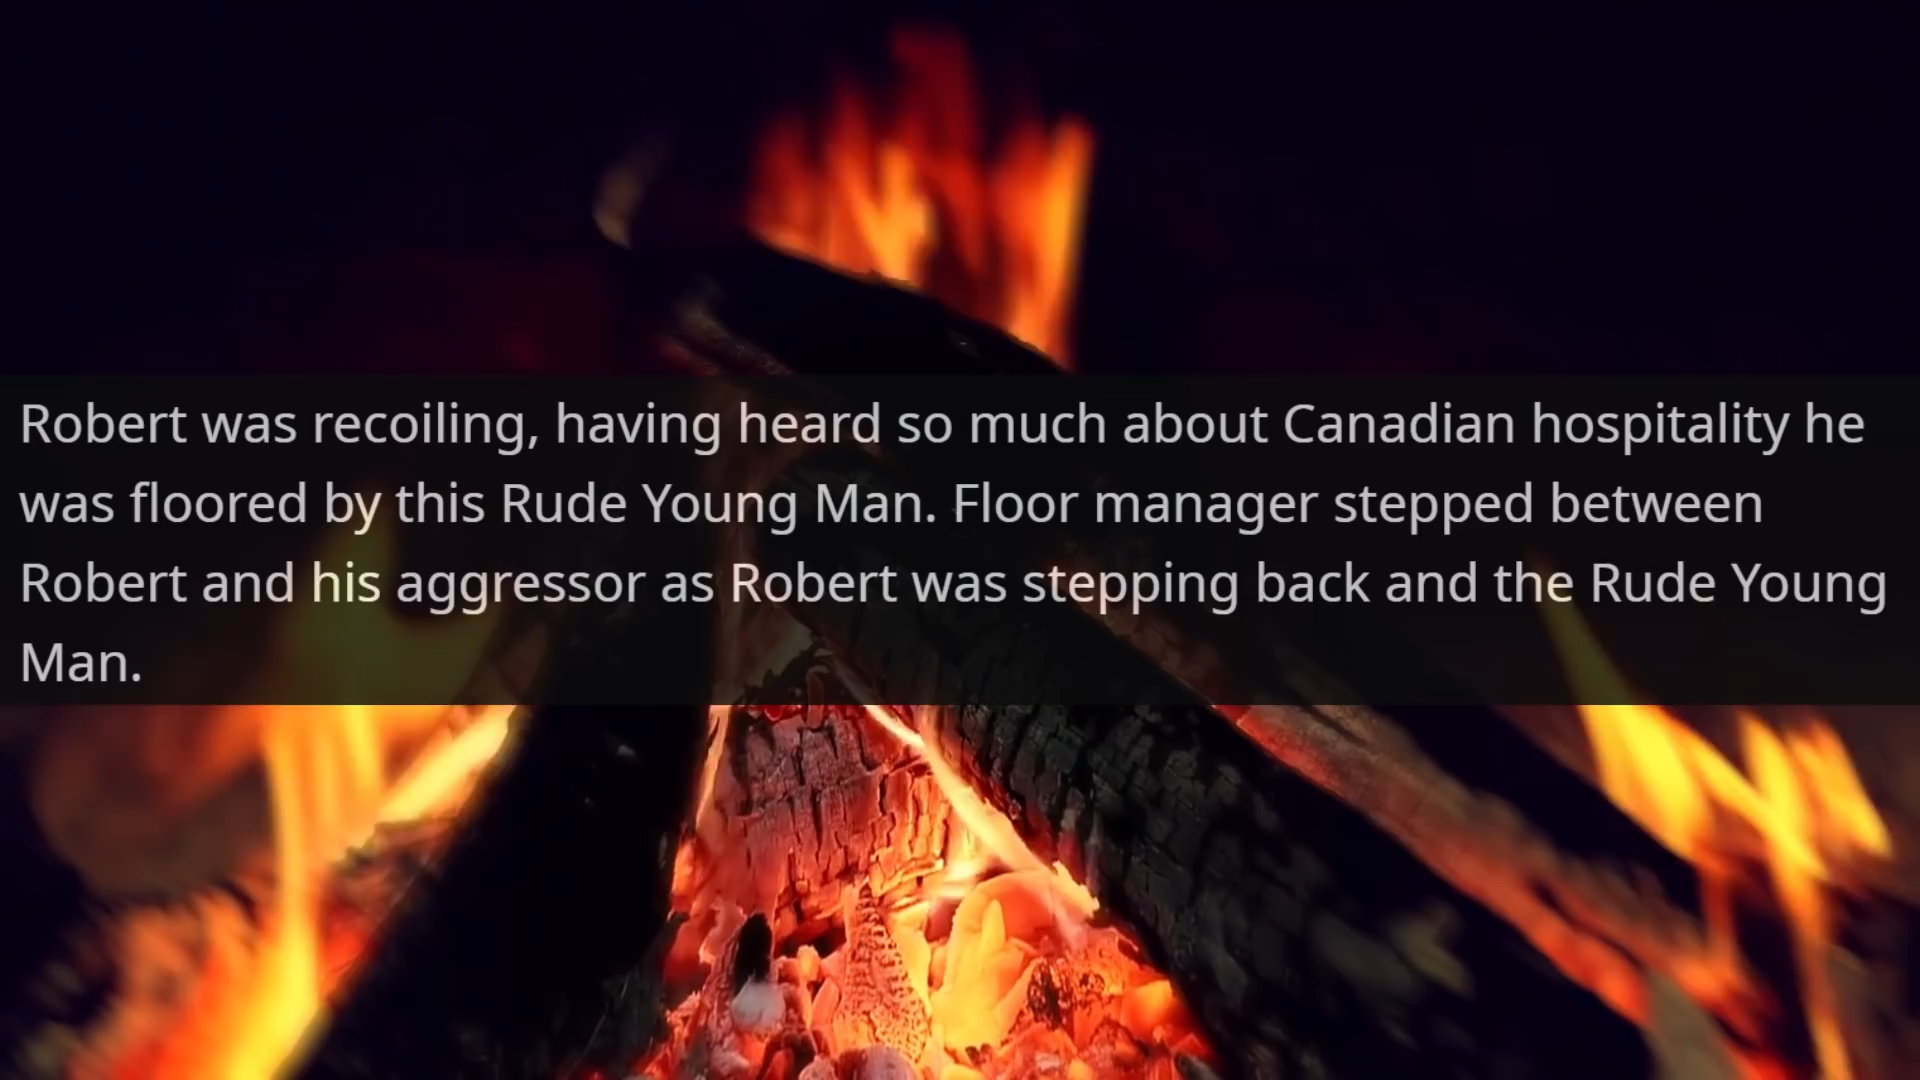 Robert was recoiling, having heard so much about Canadian hospitality he
was floored by this Rude Young Man. Floor manager stepped between
Robert and his aggressor as Robert was stepping back and the Rude Young
Man.